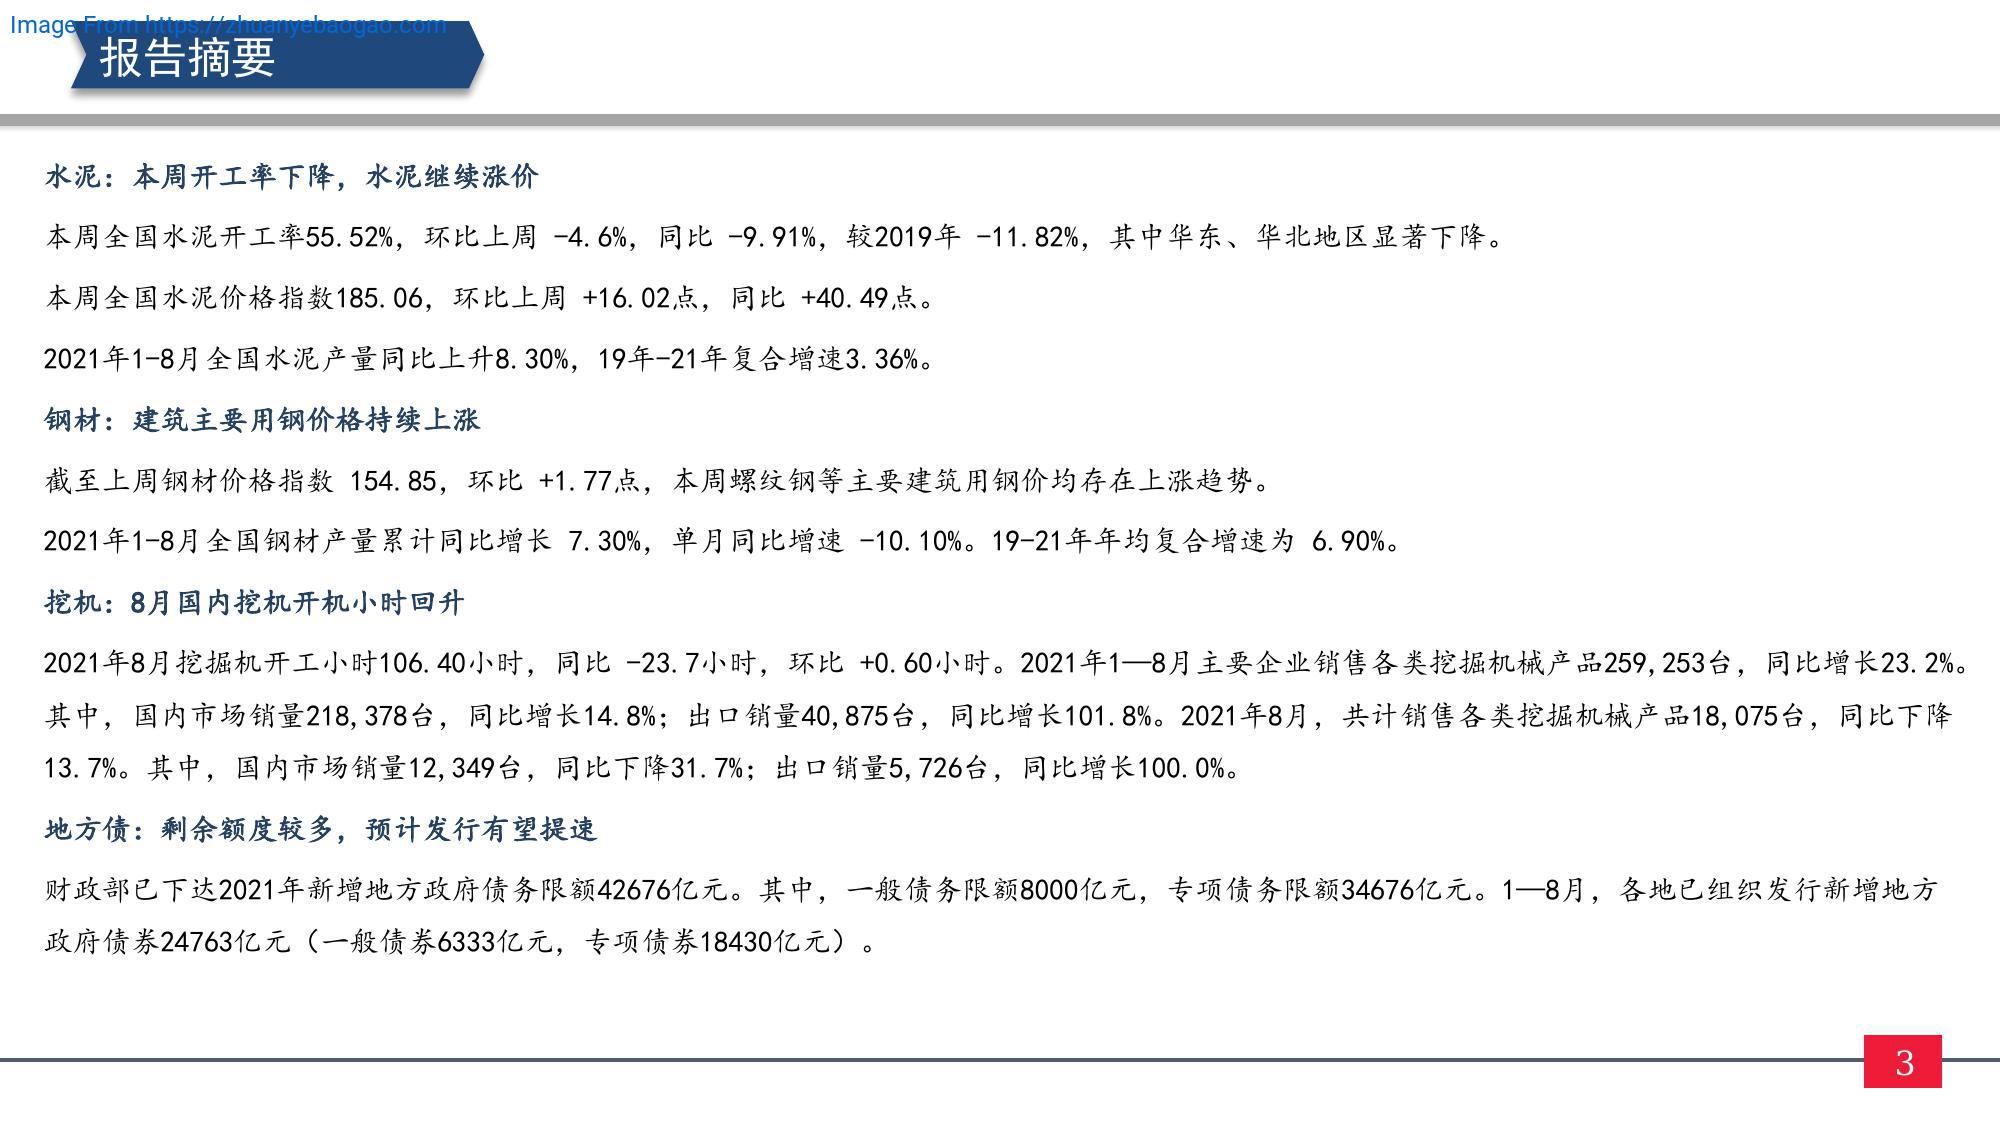 Image From https://zhuanyebaogao.com
报告摘要
水泥：本周开工率下降，水泥继续涨价
本周全国水泥开工率55.52%，环比上周 -4.6%，同比 -9.91%，较2019年 -11.82%，其中华东、华北地区显著下降。
本周全国水泥价格指数185.06，环比上周 +16.02点，同比 +40.49点。
2021年1-8月全国水泥产量同比上升8.30%，19年-21年复合增速3.36%。
钢材：建筑主要用钢价格持续上涨
截至上周钢材价格指数 154.85，环比 +1.77点，本周螺纹钢等主要建筑用钢价均存在上涨趋势。
2021年1-8月全国钢材产量累计同比增长 7.30%，单月同比增速 -10.10%。19-21年年均复合增速为 6.90%。
挖机：8月国内挖机开机小时回升
2021年8月挖掘机开工小时106.40小时，同比 -23.7小时，环比 +0.60小时。2021年1—8月主要企业销售各类挖掘机械产品259,253台，同比增长23.2%。
其中，国内市场销量218,378台，同比增长14.8%；出口销量40,875台，同比增长101.8%。2021年8月，共计销售各类挖掘机械产品18,075台，同比下降
13.7%。其中，国内市场销量12,349台，同比下降31.7%；出口销量5,726台，同比增长100.0%。
地方债：剩余额度较多，预计发行有望提速
财政部已下达2021年新增地方政府债务限额42676亿元。其中，一般债务限额8000亿元，专项债务限额34676亿元。1—8月，各地已组织发行新增地方
政府债券24763亿元（一般债券6333亿元，专项债券18430亿元）。
3